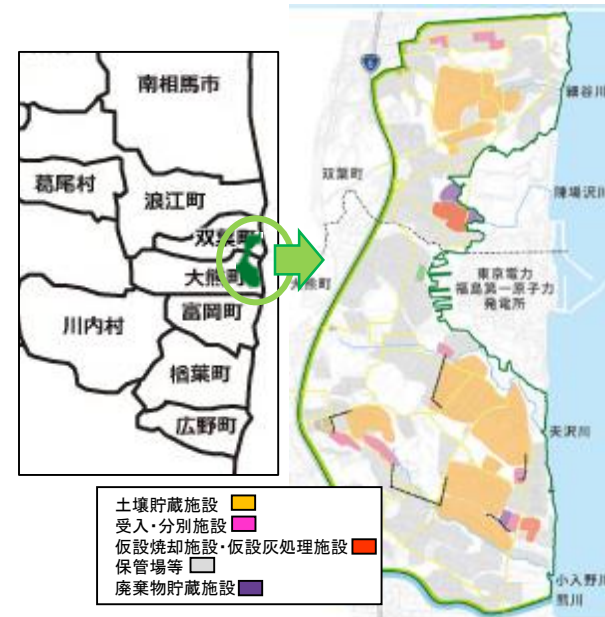 南相馬市
葛尾村
浪江町
双葉町
大熊町
富岡町
川内村
楢葉町
広野町
6
細谷川
双葉町
陳場沢川
大熊町
東京電力
福島第一原子力
発電所
夫沢川
小入野川
熊川
土壌貯蔵施設
受入・分別施設
仮設焼却施設・仮設灰処理施設
保管場等
廃棄物貯蔵施設